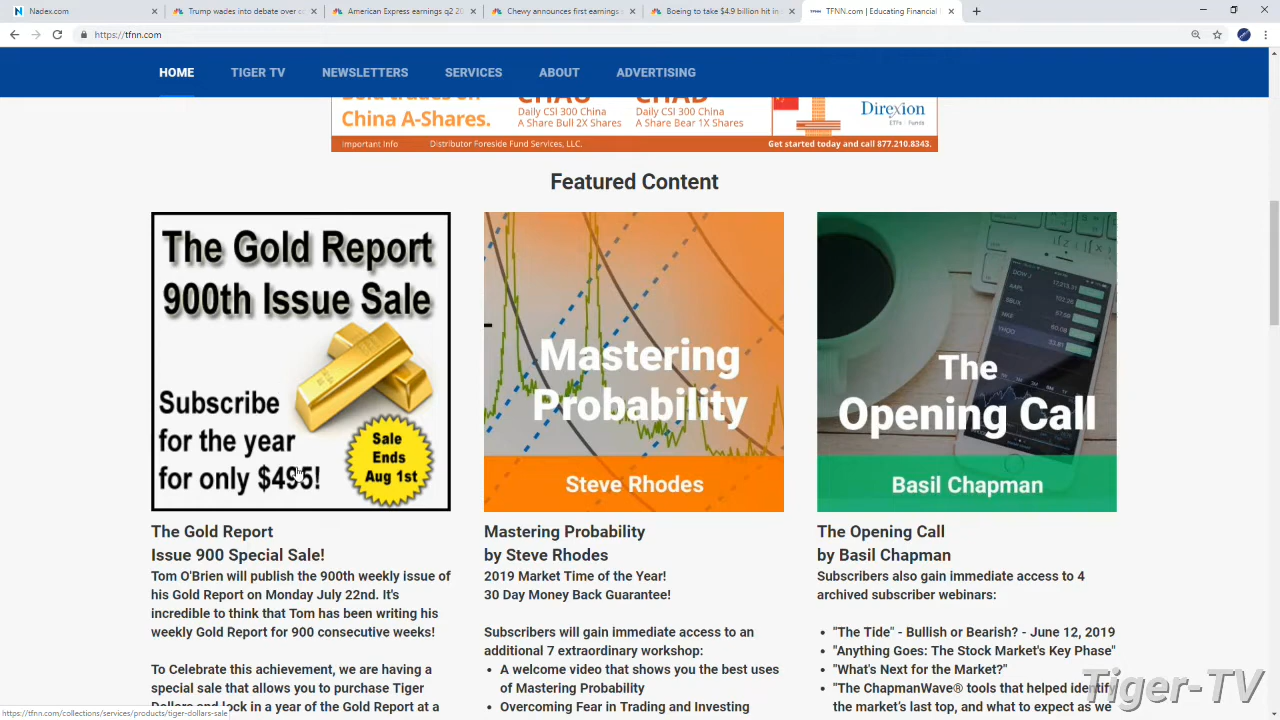 Nadex.com
Trump wades into debate over c
American Express earnings q2 20
Chewy announces first earnings
Boeing to take $4.9 billion hit in
TFNN.com | Educating Financial
https://tfnn.com
HOME
TIGER TV
NEWSLETTERS
SERVICES
ABOUT
ADVERTISING
China A-Shares.
CHAU
CHAD
Daily CSI 300 China
A Share Bull 2X Shares
Daily CSI 300 China
A Share Bear 1X Shares
Direxion
ETFs Funds
Important Info
Distributor Foreside Fund Services, LLC.
Get started today and call 877.210.8343.
Featured Content
The Gold Report
900th Issue Sale
Subscribe
for the year
for only $495!
Sale
Ends
Aug 1st
Mastering
Probability
Steve Rhodes
The
Opening Call
Basil Chapman
The Gold Report
Issue 900 Special Sale!
Tom O'Brien will publish the 900th weekly issue of
his Gold Report on Monday July 22nd. It's
incredible to think that Tom has been writing his
weekly Gold Report for 900 consecutive weeks!
To Celebrate this achievement, we are having a
special sale that allows you to purchase Tiger
Dollars and lock in a year of the Gold Report at a
Mastering Probability
by Steve Rhodes
2019 Market Time of the Year!
30 Day Money Back Guarantee!
Subscribers will gain immediate access to an
additional 7 extraordinary workshop:
• A welcome video that shows you the best uses
of Mastering Probability
• Overcoming Fear in Trading and Investing
The Opening Call
by Basil Chapman
Subscribers also gain immediate access to 4
archived subscriber webinars:
• "The Tide" - Bullish or Bearish? - June 12, 2019
• "Anything Goes: The Stock Market's Key Phase"
• "What's Next for the Market?"
• "The ChapmanWave® tools that helped identify
the market's last top, and what to expect as we
Tiger-TV
https://tfnn.com/collections/services/products/tiger-dollars-sale